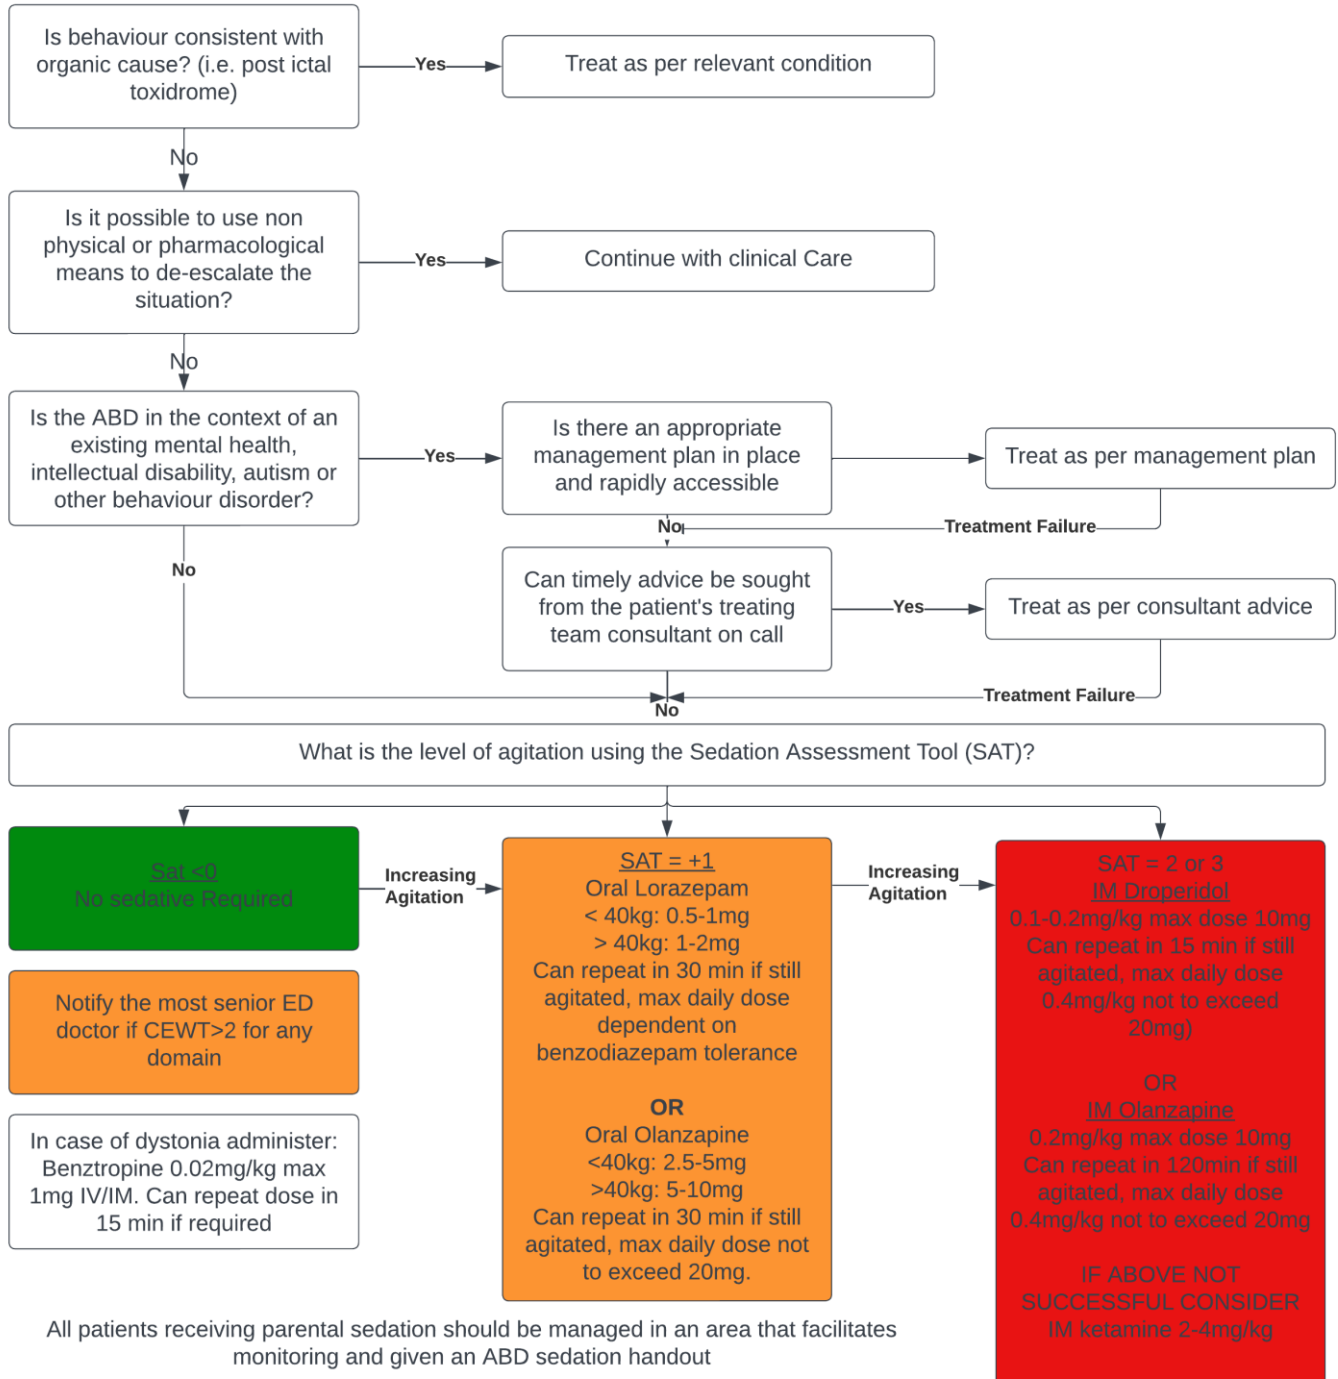 Is behaviour consistent with
organic cause? (i.e. post ictal
toxidrome)
Yes
Treat as per relevant condition
No
Is it possible to use non
physical or pharmacological
means to de-escalate the
situation?
Yes
Continue with clinical Care
No
Is the ABD in the context of an
existing mental health,
intellectual disability, autism or
other behaviour disorder?
Yes
Is there an appropriate
management plan in place
and rapidly accessible
Treat as per management plan
No
Treatment Failure
No
Can timely advice be sought
from the patient's treating
team consultant on call
Yes
Treat as per consultant advice
Treatment Failure
No
What is the level of agitation using the Sedation Assessment Tool (SAT)?
Sat <0
No sedative Required
Increasing
Agitation
SAT = +1
Oral Lorazepam
< 40kg: 0.5-1mg
> 40kg: 1-2mg
Can repeat in 30 min if still
agitated, max daily dose
dependent on
benzodiazepam tolerance
OR
Oral Olanzapine
<40kg: 2.5-5mg
>40kg: 5-10mg
Can repeat in 30 min if still
agitated, max daily dose not
to exceed 20mg.
Increasing
Agitation
SAT = 2 or 3
IM Droperidol
0.1-0.2mg/kg max dose 10mg
Can repeat in 15 min if still
agitated, max daily dose
0.4mg/kg not to exceed
20mg)
OR
IM Olanzapine
0.2mg/kg max dose 10mg
Can repeat in 120min if still
agitated, max daily dose
0.4mg/kg not to exceed 20mg
IF ABOVE NOT
SUCCESSFUL CONSIDER
IM ketamine 2-4mg/kg
Notify the most senior ED
doctor if CEWT>2 for any
domain
In case of dystonia administer:
Benztropine 0.02mg/kg max
1mg IV/IM. Can repeat dose in
15 min if required
All patients receiving parental sedation should be managed in an area that facilitates
monitoring and given an ABD sedation handout